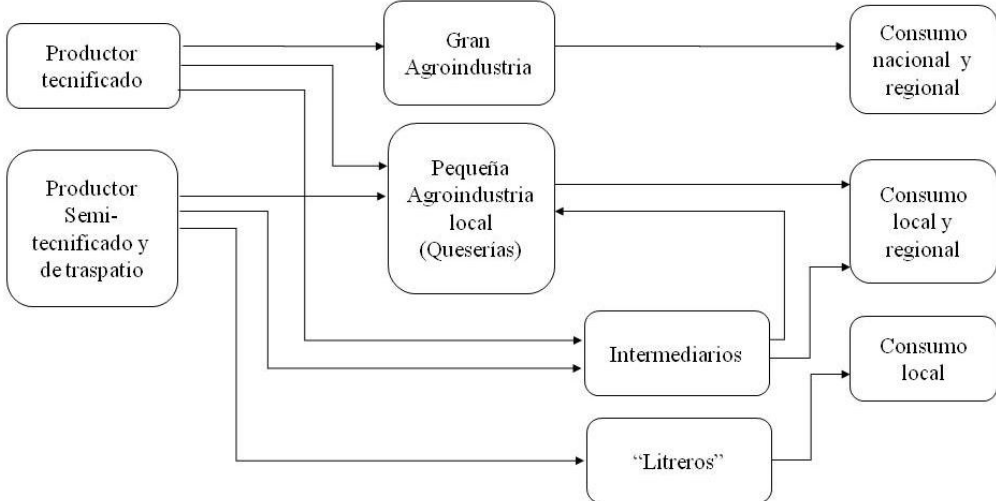 Productor
tecnificado
Gran
Agroindustria
Consumo
nacional y
regional
Productor
Semi-
tecnificado y
de traspatio
Pequeña
Agroindustria
local
(Queserías)
Consumo
local y
regional
Intermediarios
Consumo
local
“Litreros”